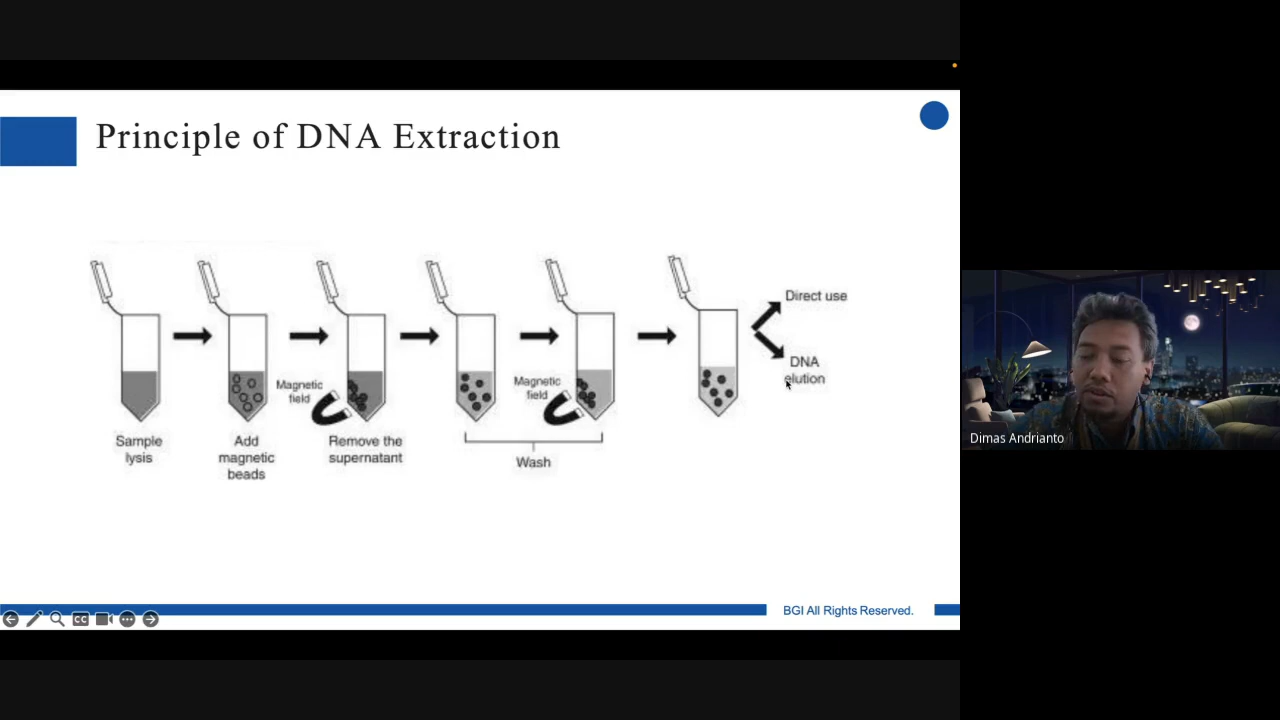 Principle of DNA Extraction
Direct use
DNA
elution
Magnetic
field
Magnetic
field
Sample
lysis
Add
magnetic
beads
Remove the
supernatant
Wash
Dimas Andrianto
BGI All Rights Reserved.
CC